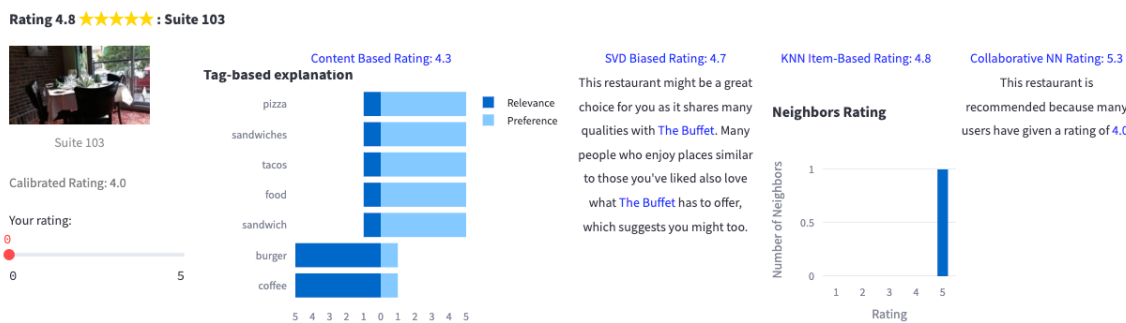 Rating 4.8 ⭐⭐⭐⭐⭐ : Suite 103
Suite 103
Calibrated Rating: 4.0
Your rating:
0
0 5
Content Based Rating: 4.3
Tag-based explanation
pizza
sandwiches
tacos
food
sandwich
burger
coffee
5 4 3 2 1 0 1 2 3 4 5
Relevance
Preference
SVD Biased Rating: 4.7
This restaurant might be a great
choice for you as it shares many
qualities with The Buffet. Many
people who enjoy places similar
to those you've liked also love
what The Buffet has to offer,
which suggests you might too.
KNN Item-Based Rating: 4.8
Neighbors Rating
Number of Neighbors
1
0.5
0
1 2 3 4 5
Rating
Collaborative NN Rating: 5.3
This restaurant is
recommended because many
users have given a rating of 4.0